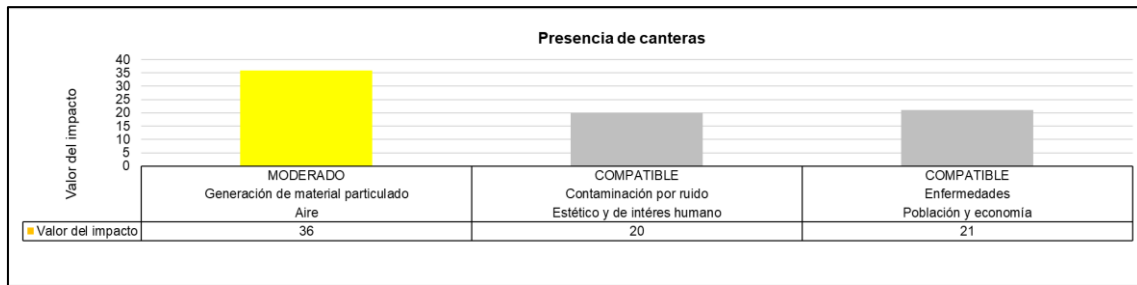 Presencia de canteras
Valor del impacto
40
35
30
25
20
15
10
5
0
MODERADO COMPATIBLE COMPATIBLE
Generación de material particulado Contaminación por ruido Enfermedades
Aire Estético y de intéres humano Población y economía
Valor del impacto 36 20 21